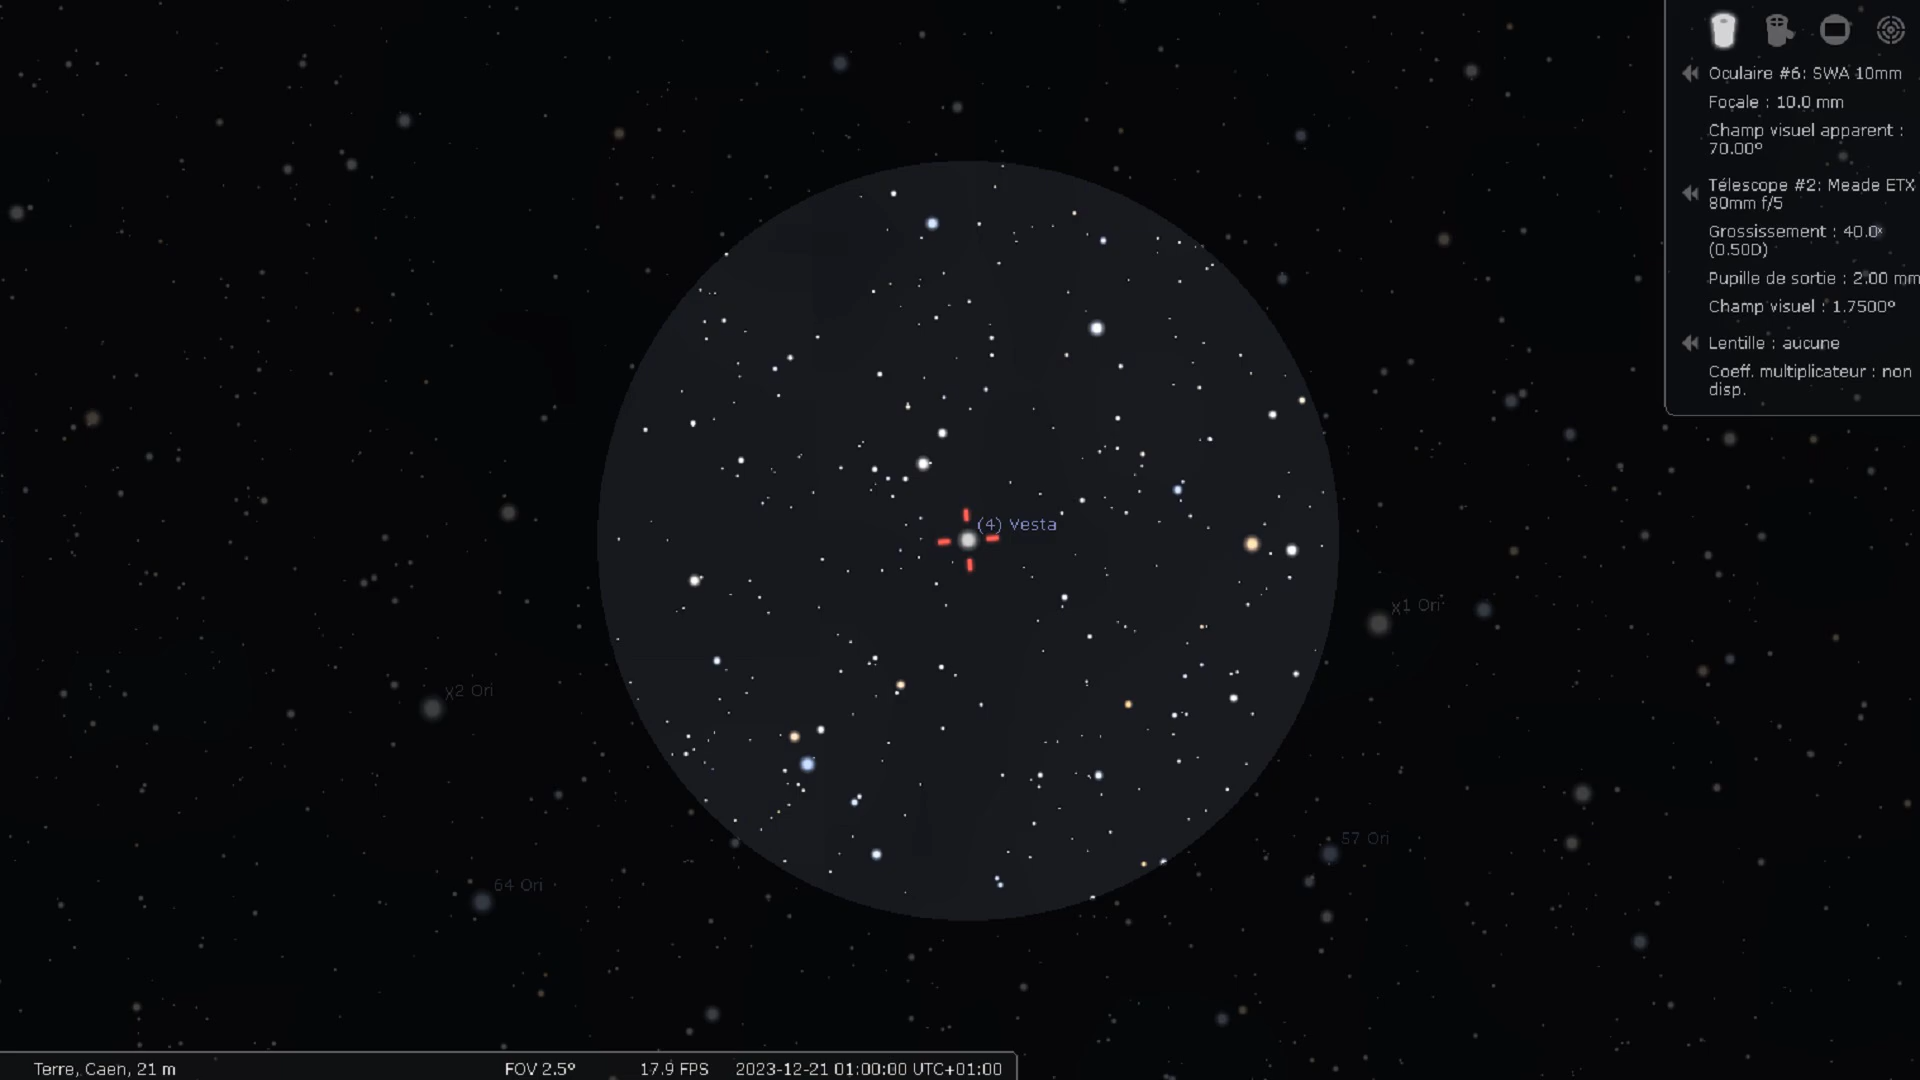 Oculaire #6: SWA 10mm
Focale : 10.0 mm
Champ visuel apparent :
70.00°
Télescope #2: Meade ETX
80mm f/5
Grossissement : 40.0×
(0.50D)
Pupille de sortie : 2.00 mm
Champ visuel : 1.7500°
Lentille : aucune
Coeff. multiplicateur : non
disp.
(4) Vesta
χ1 Ori
χ2 Ori
57 Ori
64 Ori
Terre, Caen, 21 m FOV 2.5° 17.9 FPS 2023-12-21 01:00:00 UTC+01:00